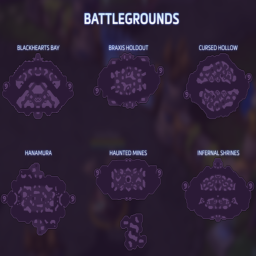 BATTLEGROUNDS
BLACKHEARTS BAY
BRAXIS HOLDOUT
CURSED HOLLOW
HANAMURA
HAUNTED MINES
INFERNAL SHRINES